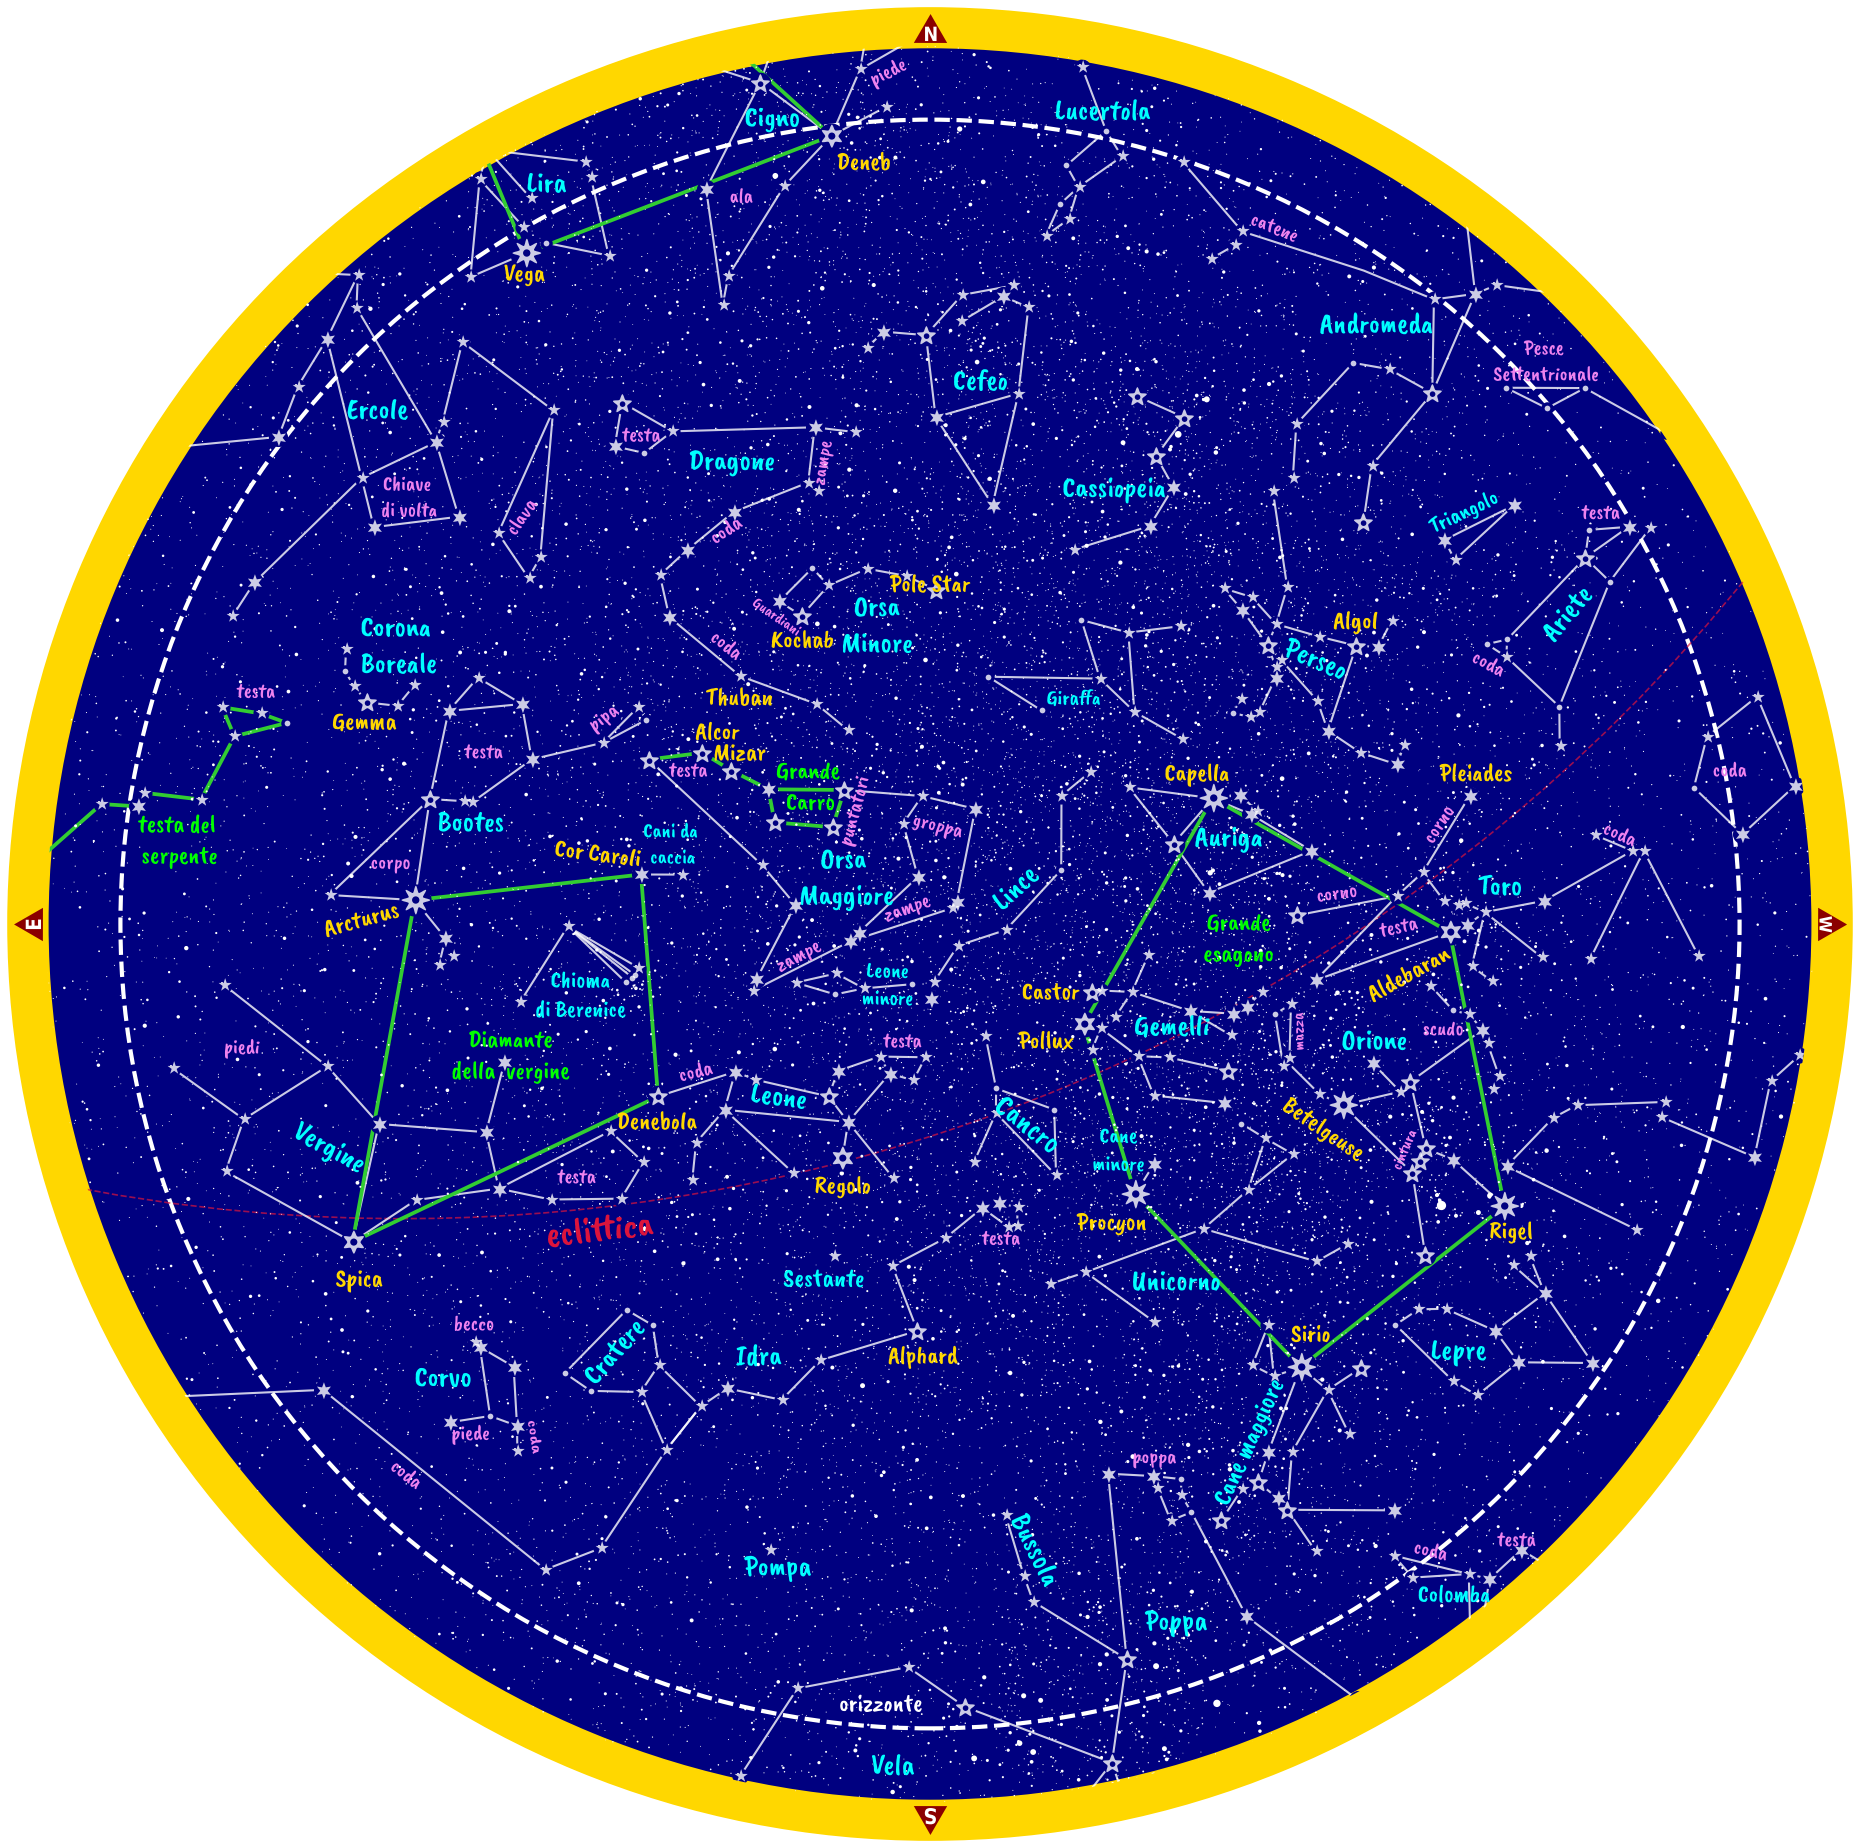 N
piede
Cigno
Lucertola
Deneb
Lira
ala
catene
Vega
Andromeda
Pesce
Settentrionale
Cefeo
Ercole
testa
Dragone
zampe
Chiave
di volta
clava
coda
Cassiopeia
Triangolo
testa
Pole Star
Orsa
Minore
Guardiani
Kochab
Ariete
Algol
Perseo
coda
Corona
Boreale
Gemma
testa
coda
Thuban
Giraffa
pipa
testa
Alcor
Mizar
testa
Grande
Carro
puntatori
Capella
Pleiades
corno
coda
testa del
serpente
Bootes
Cani da
caccia
Cor Caroli
groppa
Auriga
coda
corpo
Orsa
Maggiore
Lince
corno
Toro
E
Arcturus
zampe
Grande
esagono
testa
W
Chioma
di Berenice
zampe
Leone
minore
Castor
Aldebaran
Diamante
della vergine
piedi
Pollux
Gemelli
mazza
Orione
scudo
testa
coda
Leone
Cancro
Denebola
Betelgeuse
Vergine
Cane
minore
cintura
testa
Regolo
Procyon
Rigel
eclittica
testa
Spica
Sestante
Unicorno
becco
Corvo
Cratere
Idra
Alphard
Sirio
Lepre
piede
coda
coda
Cane maggiore
poppa
Bussola
Pompa
coda
testa
Colomba
Poppa
orizzonte
Vela
S